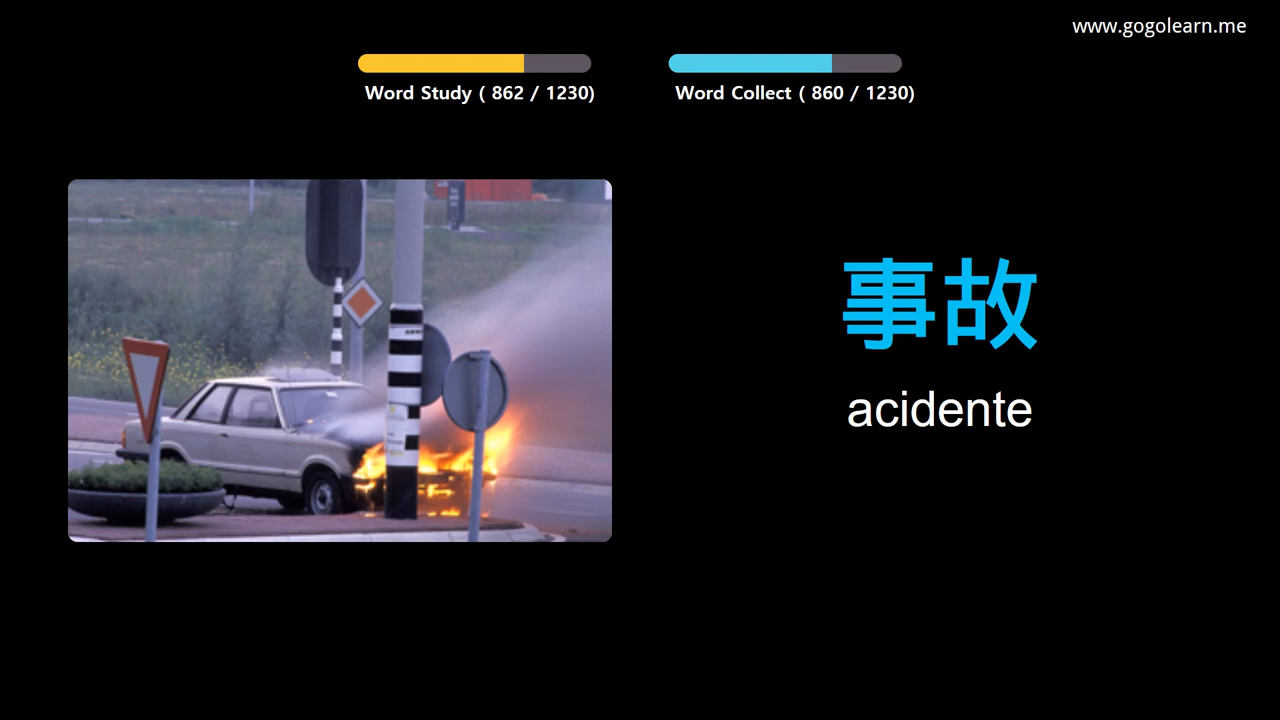 www.gogolearn.me
Word Study ( 862 / 1230)
Word Collect ( 860 / 1230)
事故
acidente